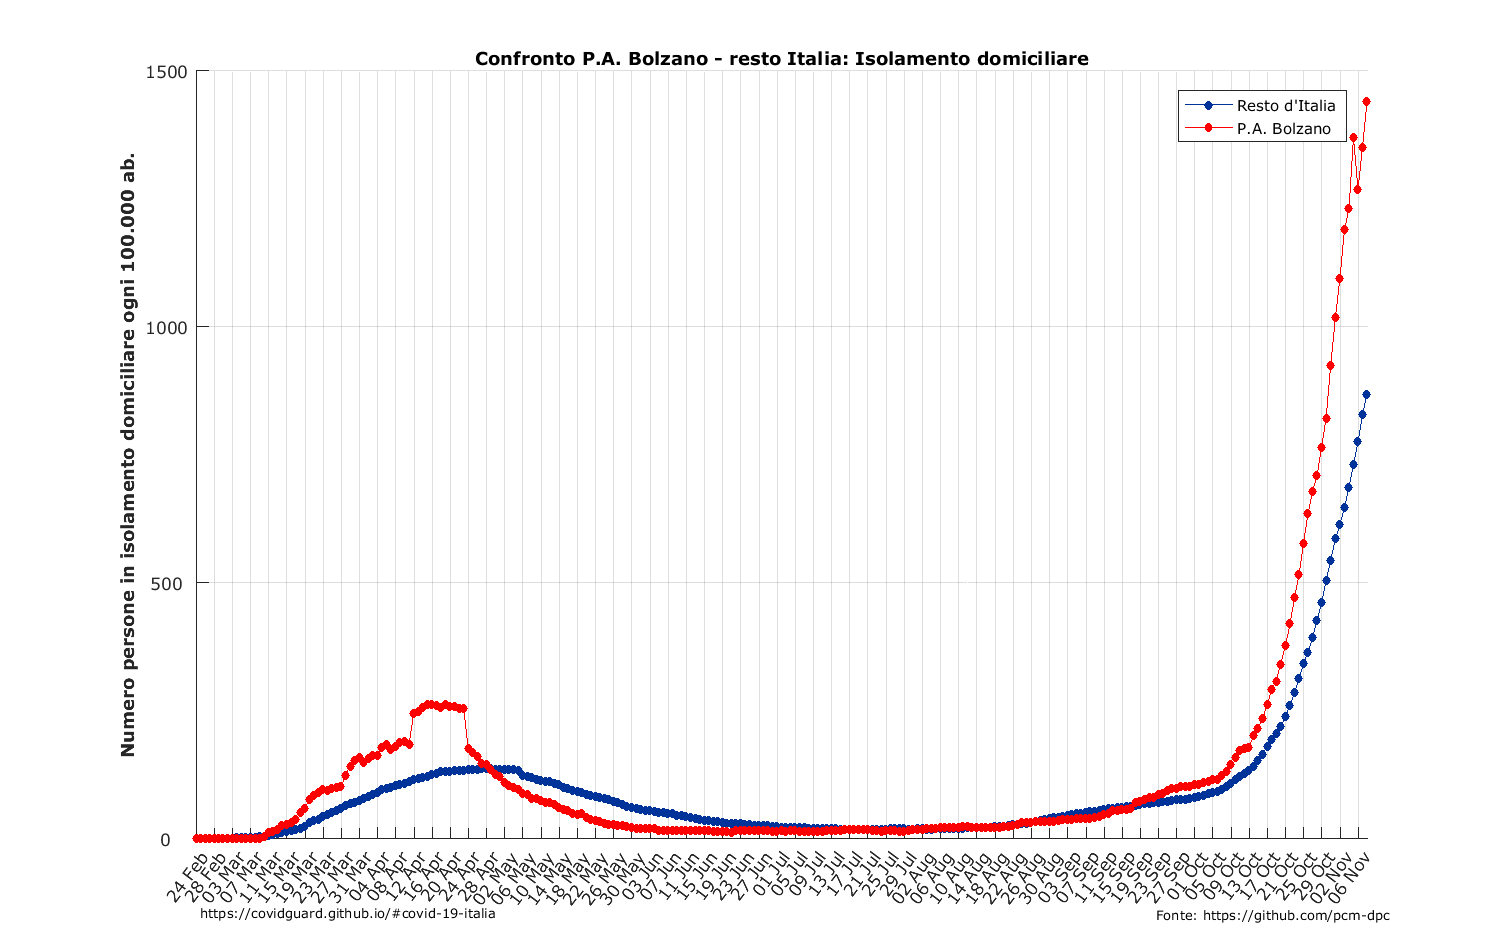 Confronto P.A. Bolzano - resto Italia: Isolamento domiciliare
Numero persone in isolamento domiciliare ogni 100.000 ab.
1500
1000
500
0
Resto d'Italia
P.A. Bolzano
24 Feb
28 Feb
03 Mar
07 Mar
11 Mar
15 Mar
19 Mar
23 Mar
27 Mar
31 Mar
04 Apr
08 Apr
12 Apr
16 Apr
20 Apr
24 Apr
28 Apr
02 May
06 May
10 May
14 May
18 May
22 May
26 May
30 May
03 Jun
07 Jun
11 Jun
15 Jun
19 Jun
23 Jun
27 Jun
01 Jul
05 Jul
09 Jul
13 Jul
17 Jul
21 Jul
25 Jul
29 Jul
02 Aug
06 Aug
10 Aug
14 Aug
18 Aug
22 Aug
26 Aug
30 Aug
03 Sep
07 Sep
11 Sep
15 Sep
19 Sep
23 Sep
27 Sep
01 Oct
05 Oct
09 Oct
13 Oct
17 Oct
21 Oct
25 Oct
29 Oct
02 Nov
06 Nov
https://covidguard.github.io/#covid-19-italia
Fonte: https://github.com/pcm-dpc